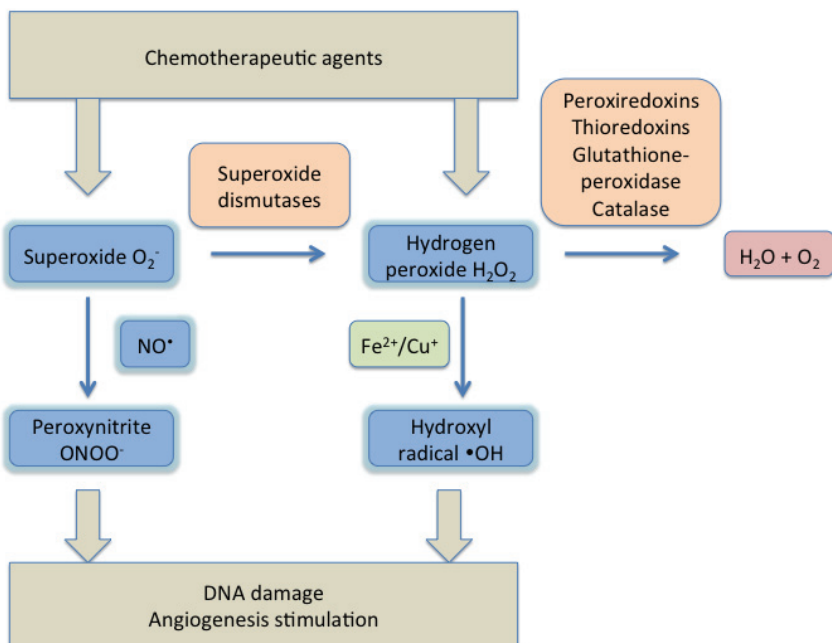 Chemotherapeutic agents
Peroxiredoxins
Thioredoxins
Glutathione-
peroxidase
Catalase
Superoxide
dismutases
Superoxide O₂⁻
Hydrogen
peroxide H₂O₂
H₂O + O₂
NO•
Fe²⁺/Cu⁺
Peroxynitrite
ONOO⁻
Hydroxyl
radical •OH
DNA damage
Angiogenesis stimulation